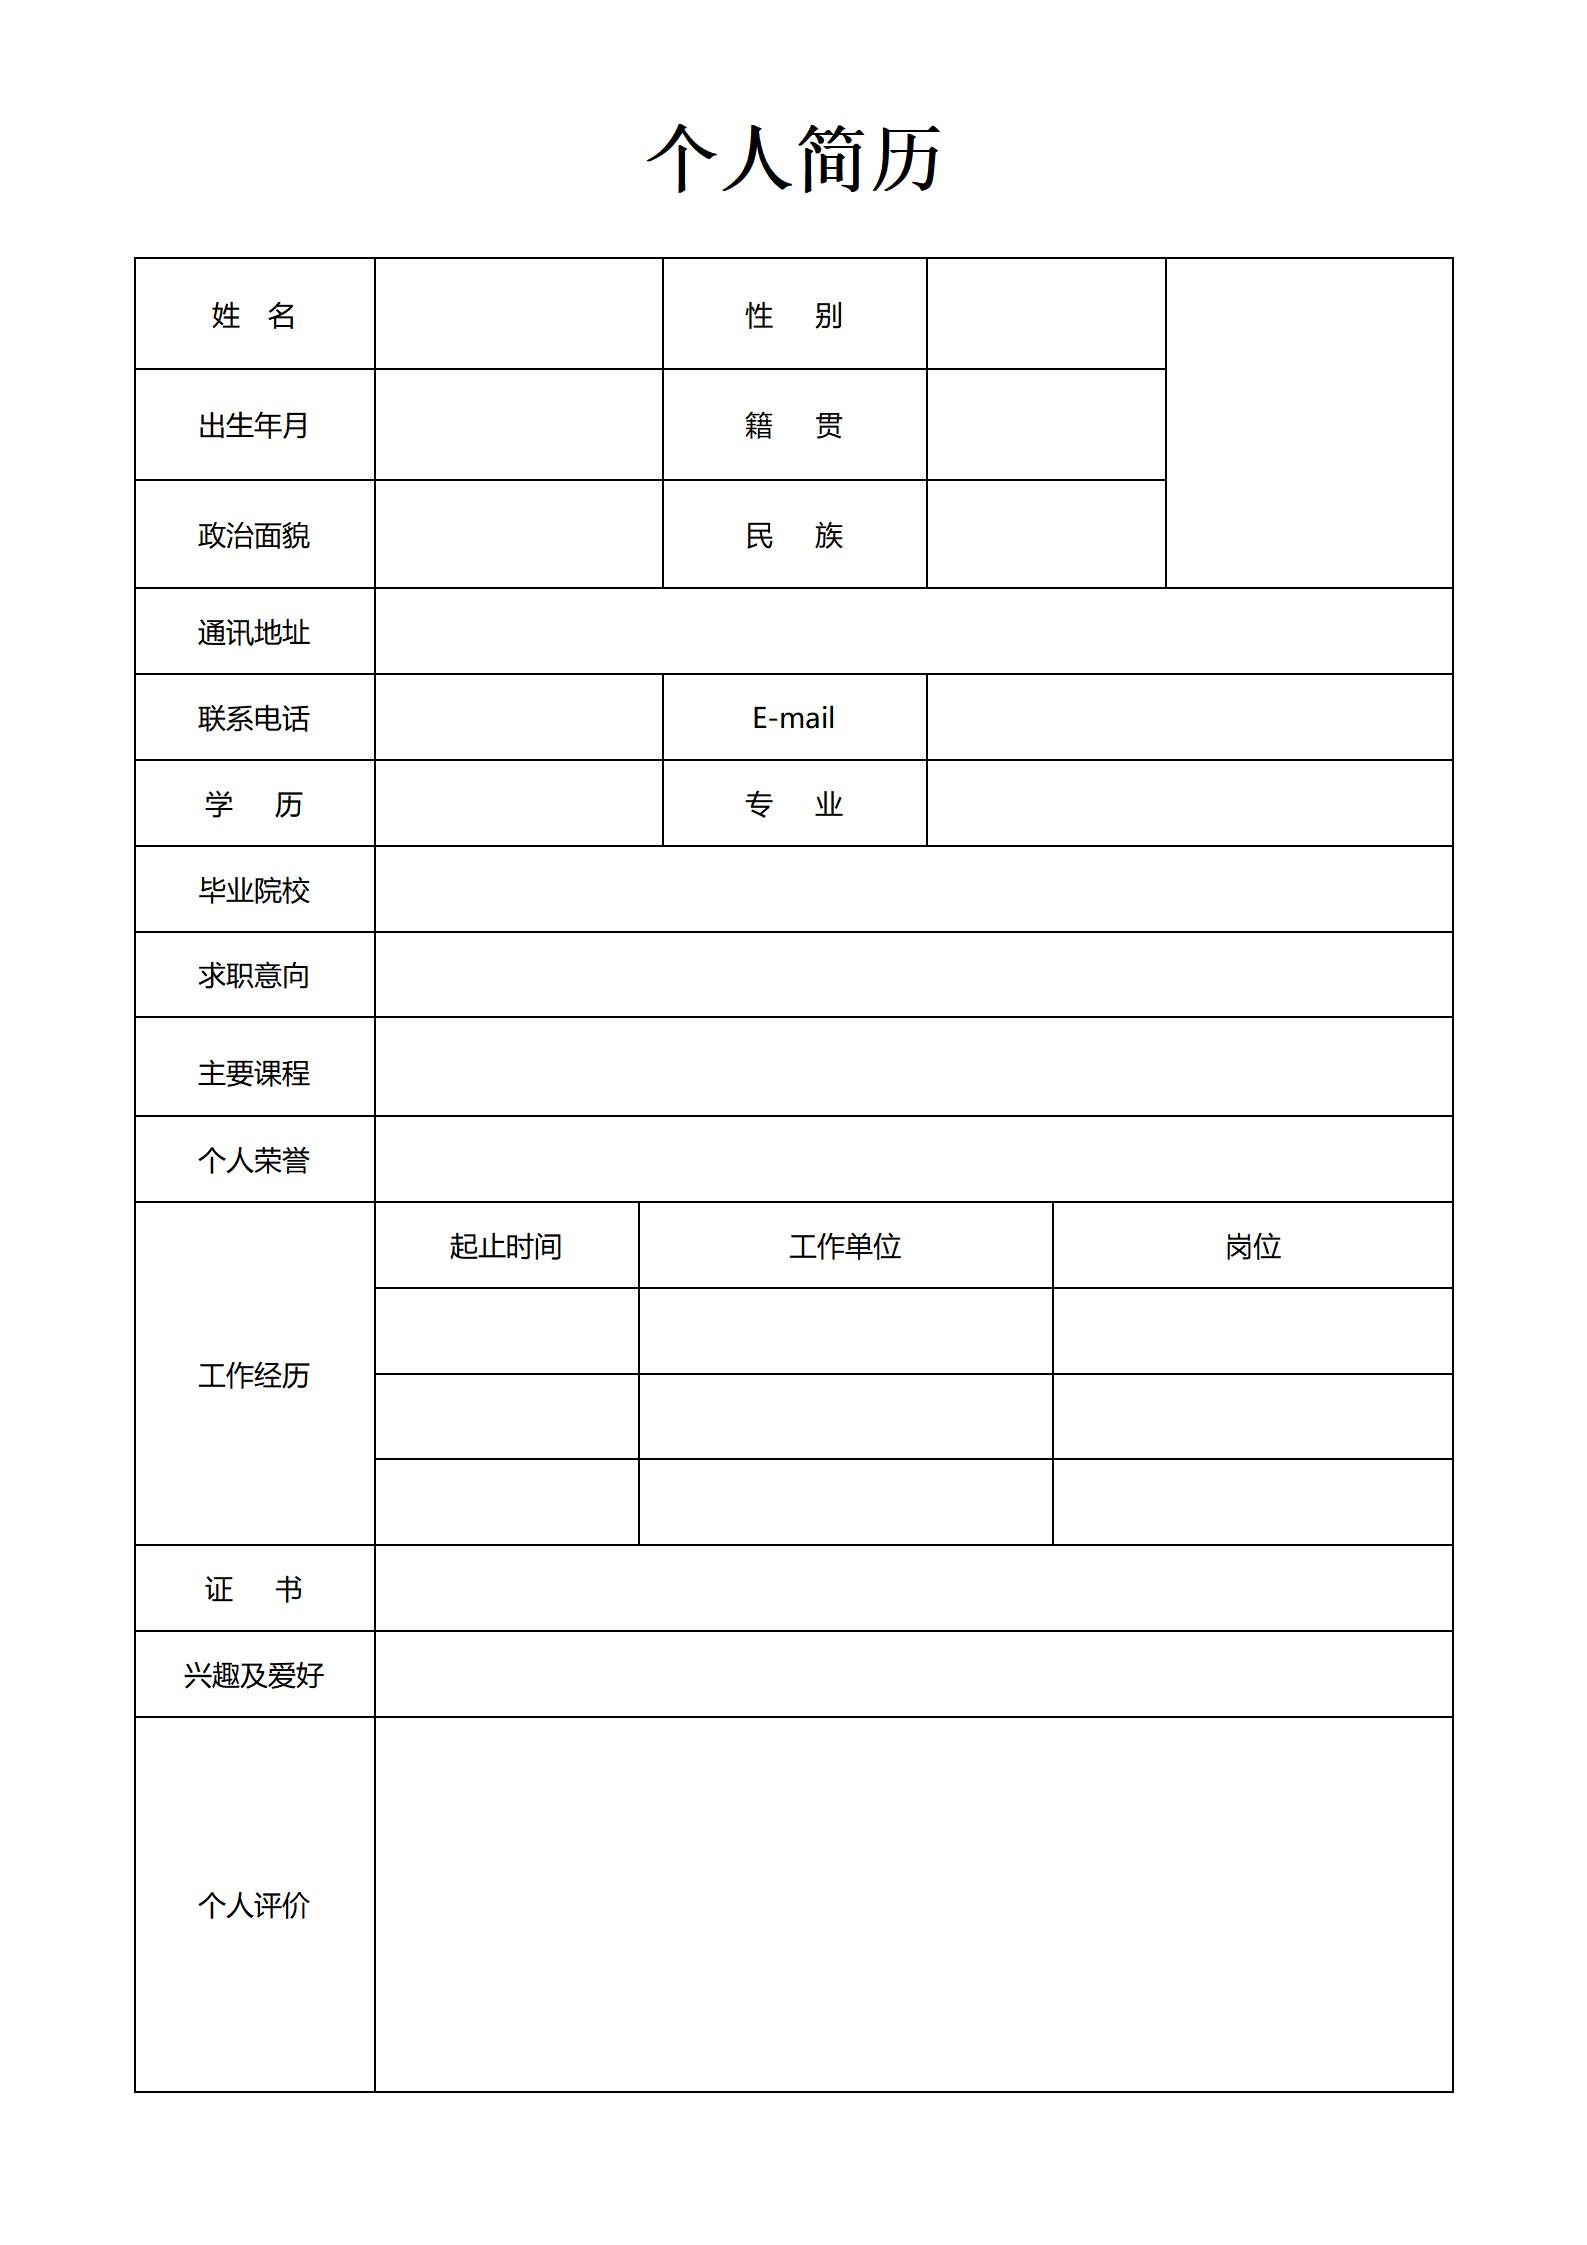 个人简历
姓 名 性 别
出生年月 籍 贯
政治面貌 民 族
通讯地址
联系电话 E-mail
学 历 专 业
毕业院校
求职意向
主要课程
个人荣誉
起止时间 工作单位 岗位
工作经历
证 书
兴趣及爱好
个人评价